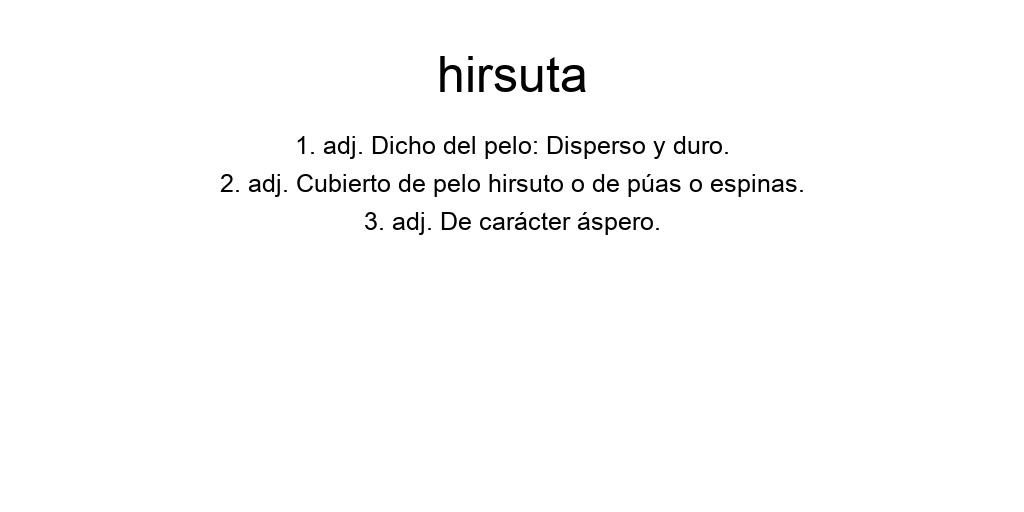 hirsuta
1. adj. Dicho del pelo: Disperso y duro.
2. adj. Cubierto de pelo hirsuto o de púas o espinas.
3. adj. De carácter áspero.